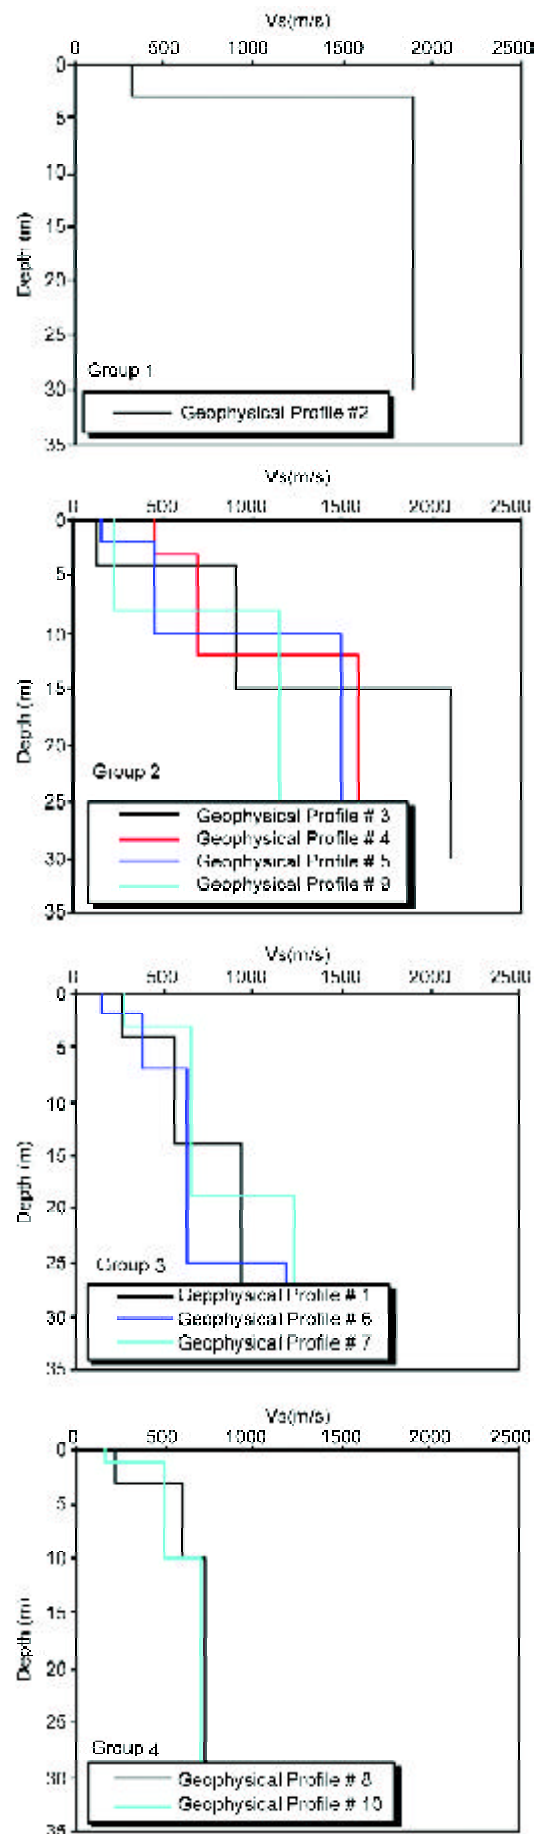 Vs(m/s)
0 500 1000 1500 2000 2500
0
5
10
15
20
25
30
35
Depth (m)
Group 1
Geophysical Profile #2
Vs(m/s)
0 500 1000 1500 2000 2500
0
5
10
15
20
25
30
35
Depth (m)
Group 2
Geophysical Profile # 3
Geophysical Profile # 4
Geophysical Profile # 5
Geophysical Profile # 9
Vs(m/s)
0 500 1000 1500 2000 2500
0
5
10
15
20
25
30
35
Depth (m)
Group 3
Geophysical Profile # 1
Geophysical Profile # 6
Geophysical Profile # 7
Vs(m/s)
0 500 1000 1500 2000 2500
0
5
10
15
20
25
30
35
Depth (m)
Group 4
Geophysical Profile # 8
Geophysical Profile # 10